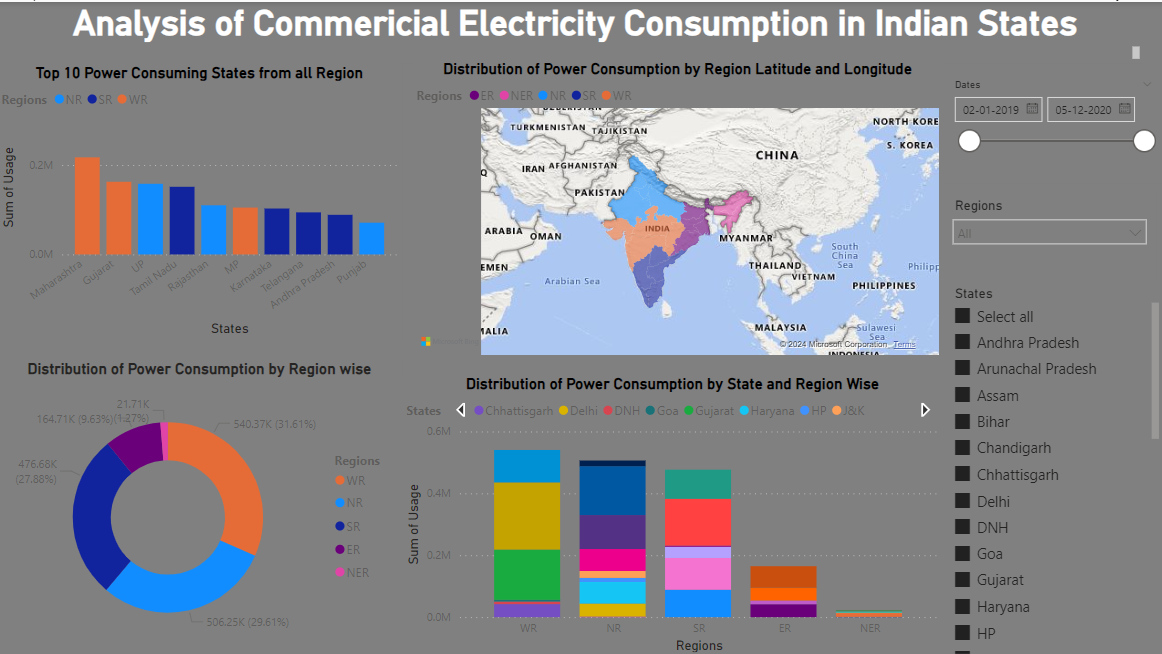 Analysis of Commericial Electricity Consumption in Indian States
Top 10 Power Consuming States from all Region
Regions NR SR WR
Sum of Usage
0.2M
0.0M
Maharashtra
Gujarat
UP
Tamil Nadu
Rajasthan
MP
Karnataka
Telangana
Andhra Pradesh
Punjab
States
Distribution of Power Consumption by Region Latitude and Longitude
Regions ER NER NR SR WR
TURKMENISTAN
TAJIKISTAN
NORTH KORE
S. KOREA
CHINA
IRAN
AFGHANISTAN
PAKISTAN
ARABIA
OMAN
INDIA
MYANMAR
EMEN
Arabian Sea
THAILAND
VIETNAM
South
China
Sea
Philipp
PHILIPPINES
ALIA
MALAYSIA
Sulawesi
Sea
© 2024 Microsoft Corporation Terms
INDONESIA
Dates
02-01-2019
05-12-2020
Regions
All
States
Select all
Andhra Pradesh
Arunachal Pradesh
Assam
Bihar
Chandigarh
Chhattisgarh
Delhi
DNH
Goa
Gujarat
Haryana
HP
Distribution of Power Consumption by Region wise
21.71K
(1.27%)
164.71K (9.63%)
540.37K (31.61%)
476.68K
(27.88%)
506.25K (29.61%)
Regions
WR
NR
SR
ER
NER
Distribution of Power Consumption by State and Region Wise
States Chhattisgarh Delhi DNH Goa Gujarat Haryana HP J&K
Sum of Usage
0.6M
0.4M
0.2M
0.0M
WR NR SR ER NER
Regions